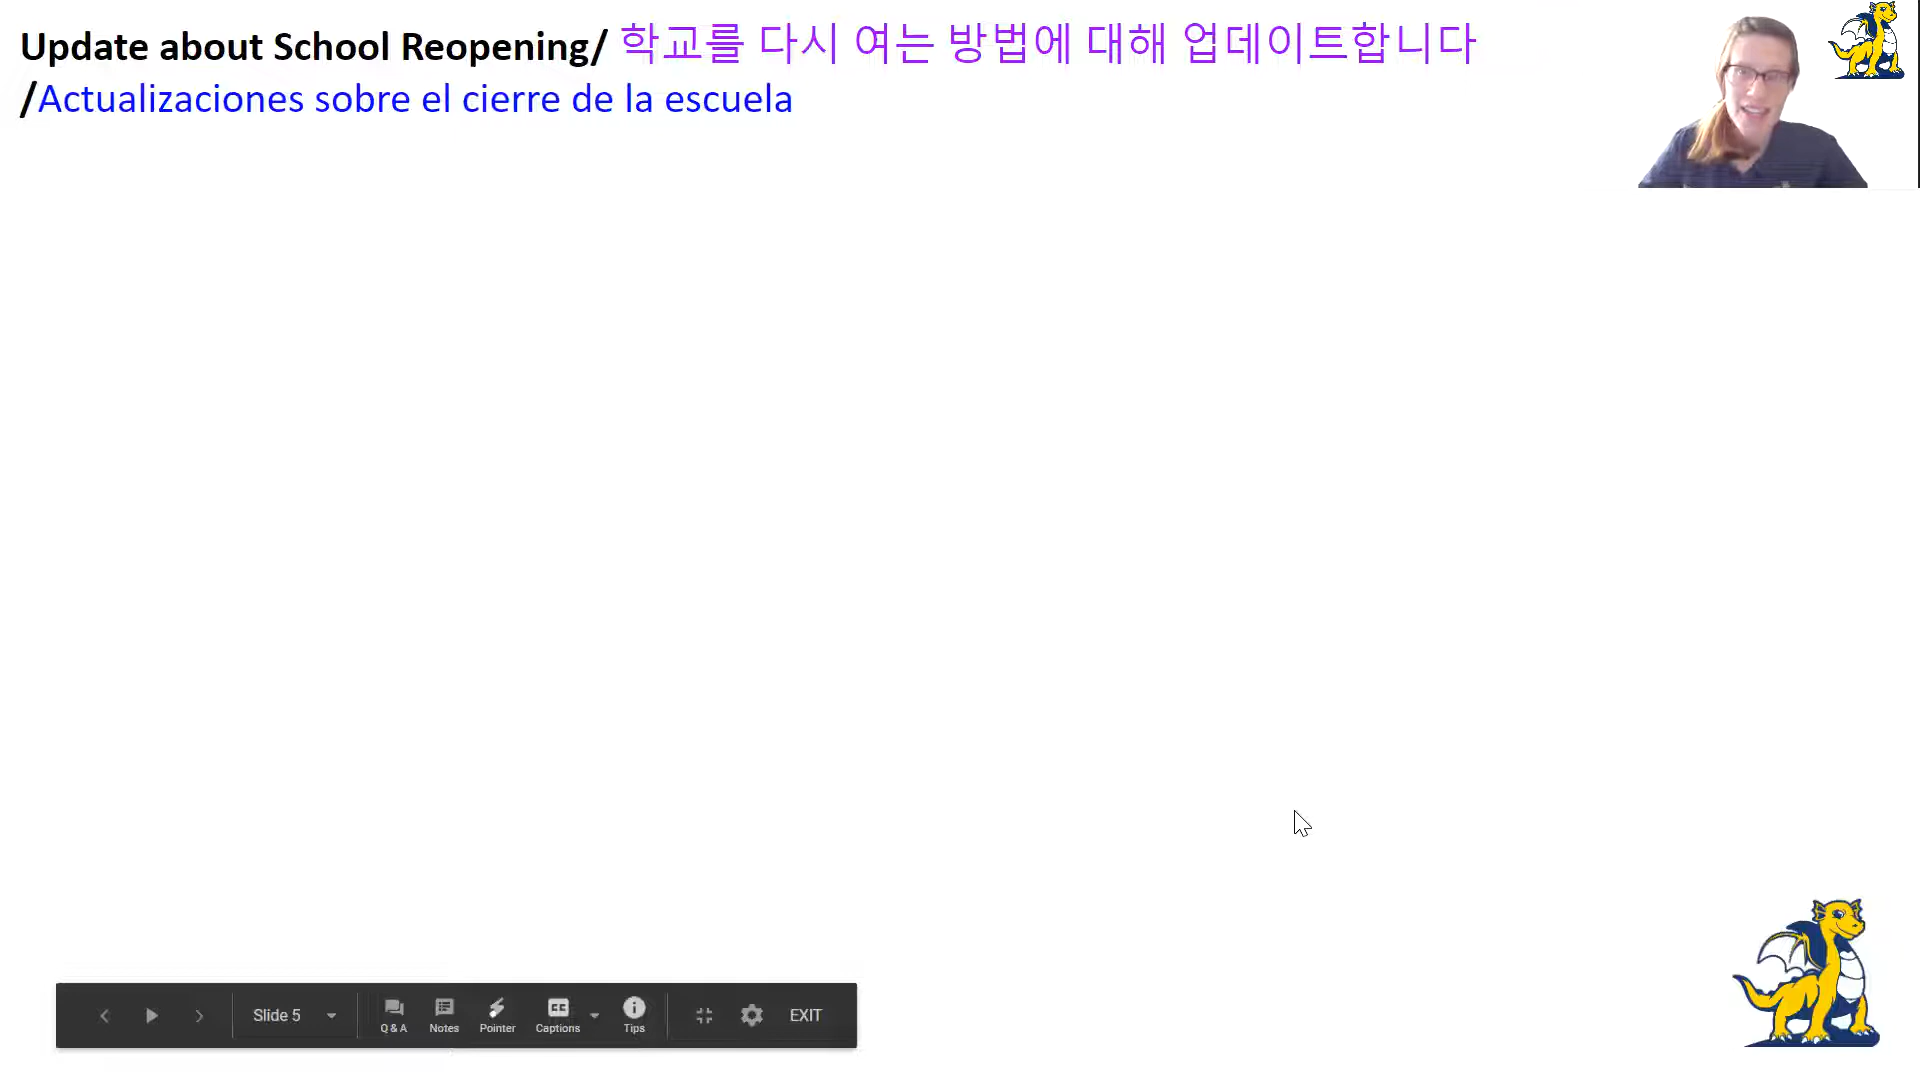 Update about School Reopening/ 학교를 다시 여는 방법에 대해 업데이트합니다
/Actualizaciones sobre el cierre de la escuela
Slide 5
Q & A
Notes
Pointer
Captions
Tips
EXIT